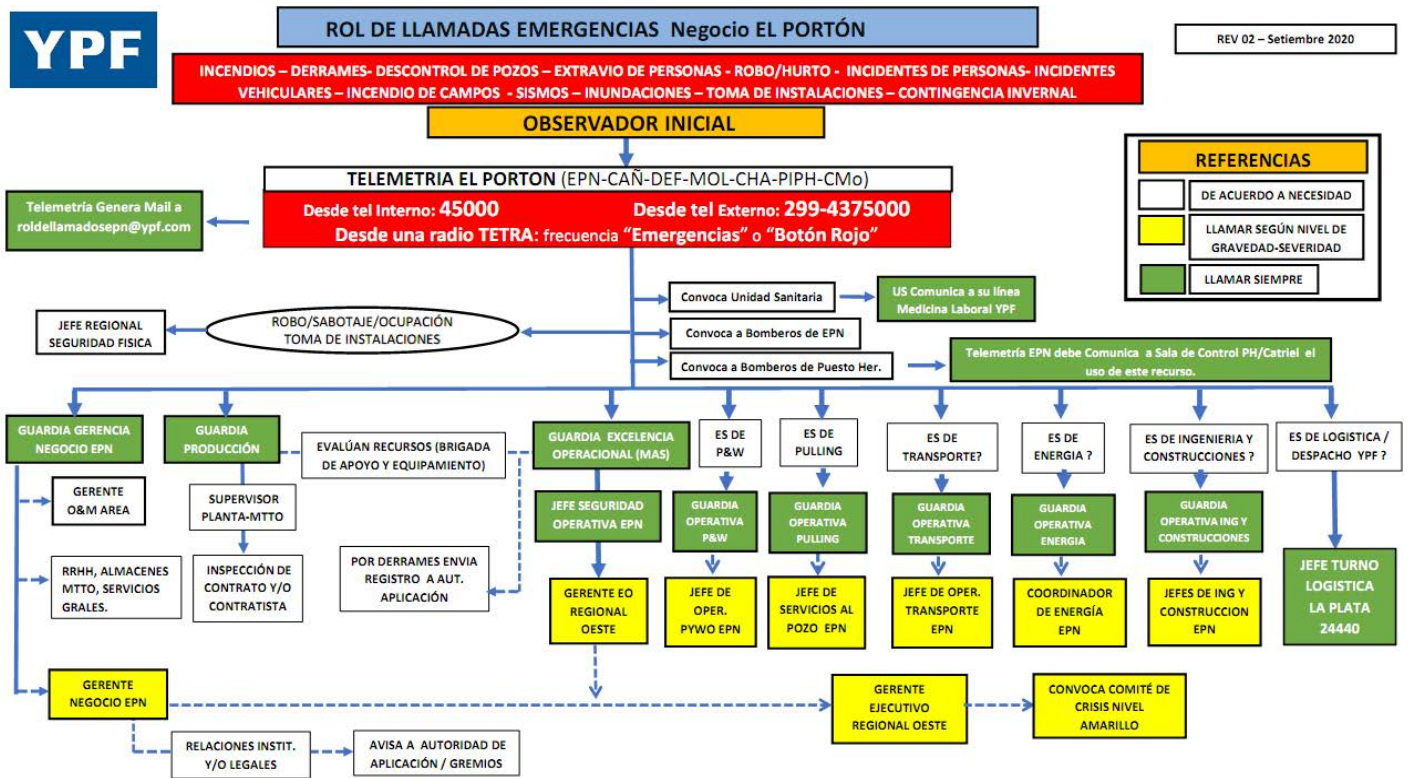 YPF
ROL DE LLAMADAS EMERGENCIAS Negocio EL PORTÓN
REV 02 – Setiembre 2020
INCENDIOS – DERRAMES- DESCONTROL DE POZOS – EXTRAVIO DE PERSONAS - ROBO/HURTO - INCIDENTES DE PERSONAS- INCIDENTES
VEHICULARES – INCENDIO DE CAMPOS - SISMOS – INUNDACIONES – TOMA DE INSTALACIONES – CONTINGENCIA INVERNAL
OBSERVADOR INICIAL
REFERENCIAS
DE ACUERDO A NECESIDAD
LLAMAR SEGÚN NIVEL DE
GRAVEDAD-SEVERIDAD
LLAMAR SIEMPRE
TELEMETRIA EL PORTON (EPN-CAÑ-DEF-MOL-CHA-PIPH-CMo)
Desde tel Interno: 45000 Desde tel Externo: 299-4375000
Desde una radio TETRA: frecuencia “Emergencias” o “Botón Rojo”
Telemetría Genera Mail a
roldellamadosepn@ypf.com
Convoca Unidad Sanitaria
US Comunica a su línea
Medicina Laboral YPF
JEFE REGIONAL
SEGURIDAD FISICA
ROBO/SABOTAJE/OCUPACIÓN
TOMA DE INSTALACIONES
Convoca a Bomberos de EPN
Convoca a Bomberos de Puesto Her.
Telemetría EPN debe Comunica a Sala de Control PH/Catriel el
uso de este recurso.
GUARDIA GERENCIA
NEGOCIO EPN
GUARDIA
PRODUCCIÓN
EVALÚAN RECURSOS (BRIGADA
DE APOYO Y EQUIPAMIENTO)
GUARDIA EXCELENCIA
OPERACIONAL (MAS)
ES DE
P&W
ES DE
PULLING
ES DE
TRANSPORTE?
ES DE
ENERGIA ?
ES DE INGENIERIA Y
CONSTRUCCIONES ?
ES DE LOGISTICA /
DESPACHO YPF ?
GERENTE
O&M AREA
SUPERVISOR
PLANTA-MTTO
JEFE SEGURIDAD
OPERATIVA EPN
GUARDIA
OPERATIVA
P&W
GUARDIA
OPERATIVA
PULLING
GUARDIA
OPERATIVA
TRANSPORTE
GUARDIA
OPERATIVA
ENERGIA
GUARDIA
OPERATIVA ING Y
CONSTRUCCIONES
JEFE TURNO
LOGISTICA
LA PLATA
24440
RRHH, ALMACENES
MTTO, SERVICIOS
GRALES.
INSPECCIÓN DE
CONTRATO Y/O
CONTRATISTA
POR DERRAMES ENVIA
REGISTRO A AUT.
APLICACIÓN
GERENTE EO
REGIONAL
OESTE
JEFE DE
OPER.
PYWO EPN
JEFE DE
SERVICIOS AL
POZO EPN
JEFE DE OPER.
TRANSPORTE
EPN
COORDINADOR
DE ENERGÍA
EPN
JEFES DE ING Y
CONSTRUCCION
EPN
GERENTE
NEGOCIO EPN
GERENTE
EJECUTIVO
REGIONAL OESTE
CONVOCA COMITÉ DE
CRISIS NIVEL
AMARILLO
RELACIONES INSTIT.
Y/O LEGALES
AVISA A AUTORIDAD DE
APLICACIÓN / GREMIOS